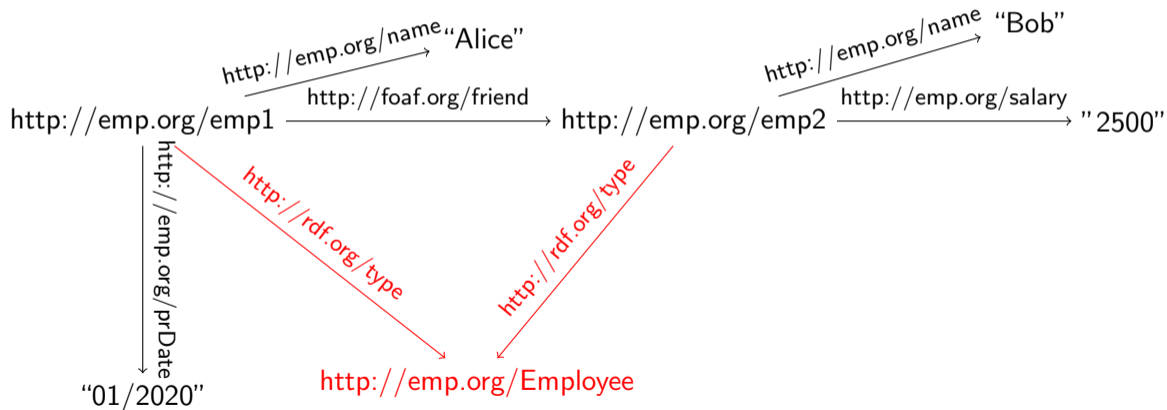 http://emp.org/name
“Alice”
http://emp.org/name
“Bob”
http://foaf.org/friend
http://emp.org/salary
http://emp.org/emp1
http://emp.org/emp2
”2500”
http://emp.org/prDate
http://rdf.org/type
http://rdf.org/type
“01/2020”
http://emp.org/Employee